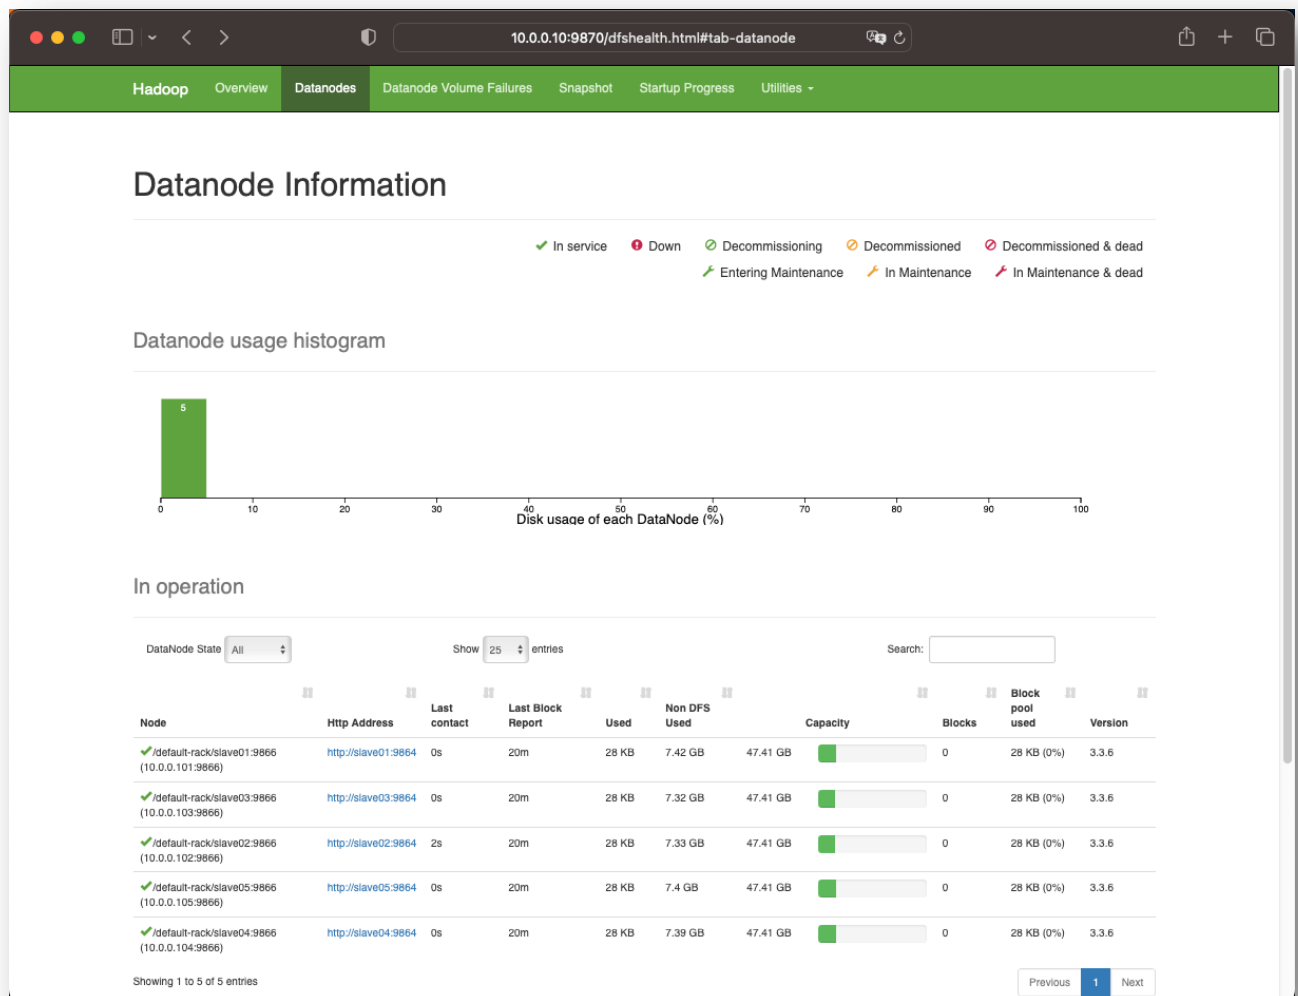 10.0.0.10:9870/dfshealth.html#tab-datanode
Hadoop Overview Datanodes Datanode Volume Failures Snapshot Startup Progress Utilities
Datanode Information
In service Down Decommissioning Decommissioned Decommissioned & dead
Entering Maintenance In Maintenance In Maintenance & dead
Datanode usage histogram
5
0 10 20 30 40 50 60 70 80 90 100
Disk usage of each DataNode (%)
In operation
DataNode State All Show 25 entries Search:
Node Http Address Last contact Last Block Report Used Non DFS Used Capacity Blocks Block pool used Version
/default-rack/slave01:9866 http://slave01:9864 0s 20m 28 KB 7.42 GB 47.41 GB 0 28 KB (0%) 3.3.6
(10.0.0.101:9866)
/default-rack/slave03:9866 http://slave03:9864 0s 20m 28 KB 7.32 GB 47.41 GB 0 28 KB (0%) 3.3.6
(10.0.0.103:9866)
/default-rack/slave02:9866 http://slave02:9864 2s 20m 28 KB 7.33 GB 47.41 GB 0 28 KB (0%) 3.3.6
(10.0.0.102:9866)
/default-rack/slave05:9866 http://slave05:9864 0s 20m 28 KB 7.4 GB 47.41 GB 0 28 KB (0%) 3.3.6
(10.0.0.105:9866)
/default-rack/slave04:9866 http://slave04:9864 0s 20m 28 KB 7.39 GB 47.41 GB 0 28 KB (0%) 3.3.6
(10.0.0.104:9866)
Showing 1 to 5 of 5 entries Previous 1 Next